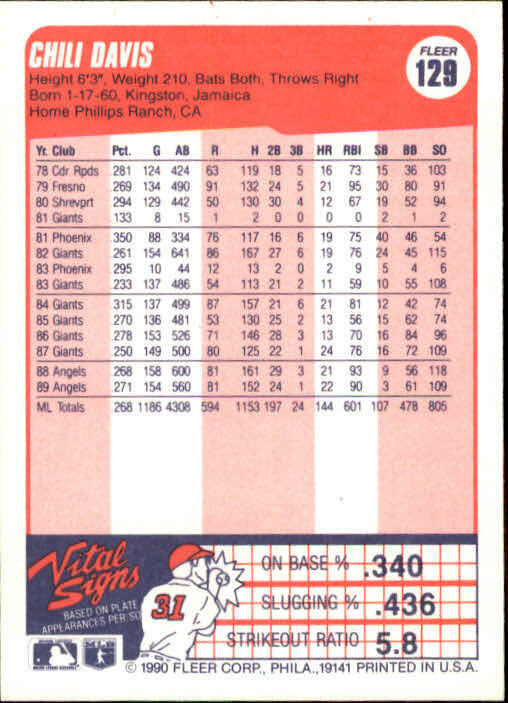 CHILI DAVIS
FLEER
129
Height 6'3", Weight 210, Bats Both, Throws Right
Born 1-17-60, Kingston, Jamaica
Home Phillips Ranch, CA
Yr. Club Pct. G AB R H 2B 3B HR RBI SB BB SO
78 Cdr Rpds .281 124 424 63 119 18 5 16 73 15 36 103
79 Fresno .269 134 490 91 132 24 5 21 95 30 80 91
80 Shrevprt .294 129 442 50 130 30 4 12 67 19 52 94
81 Giants .133 8 15 1 2 0 0 0 0 2 1 2
81 Phoenix .350 88 334 76 117 16 6 19 75 40 46 54
82 Giants .261 154 641 86 167 27 6 19 76 24 45 115
83 Phoenix .295 10 44 12 13 2 0 2 9 5 4 6
83 Giants .233 137 486 54 113 21 2 11 59 10 55 108
84 Giants .315 137 499 87 157 21 6 21 81 12 42 74
85 Giants .270 136 481 53 130 25 2 13 56 15 62 74
86 Giants .278 153 526 71 146 28 3 13 70 16 84 96
87 Giants .250 149 500 80 125 22 1 24 76 16 72 109
88 Angels .268 158 600 81 161 29 3 21 93 9 56 118
89 Angels .271 154 560 81 152 24 1 22 90 3 61 109
ML Totals .268 1186 4308 594 1153 197 24 144 601 107 478 805
Vital Signs
BASED ON PLATE
APPEARANCES PER SO
31
ON BASE % .340
SLUGGING % .436
STRIKEOUT RATIO 5.8
© 1990 FLEER CORP., PHILA., 19141 PRINTED IN U.S.A.